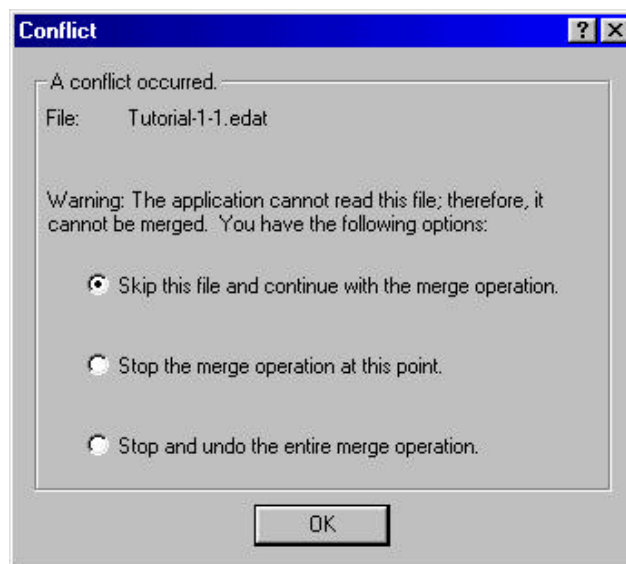 Conflict
A conflict occurred.
File: Tutorial-1-1.edat
Warning: The application cannot read this file; therefore, it
cannot be merged. You have the following options:
Skip this file and continue with the merge operation.
Stop the merge operation at this point.
Stop and undo the entire merge operation.
OK